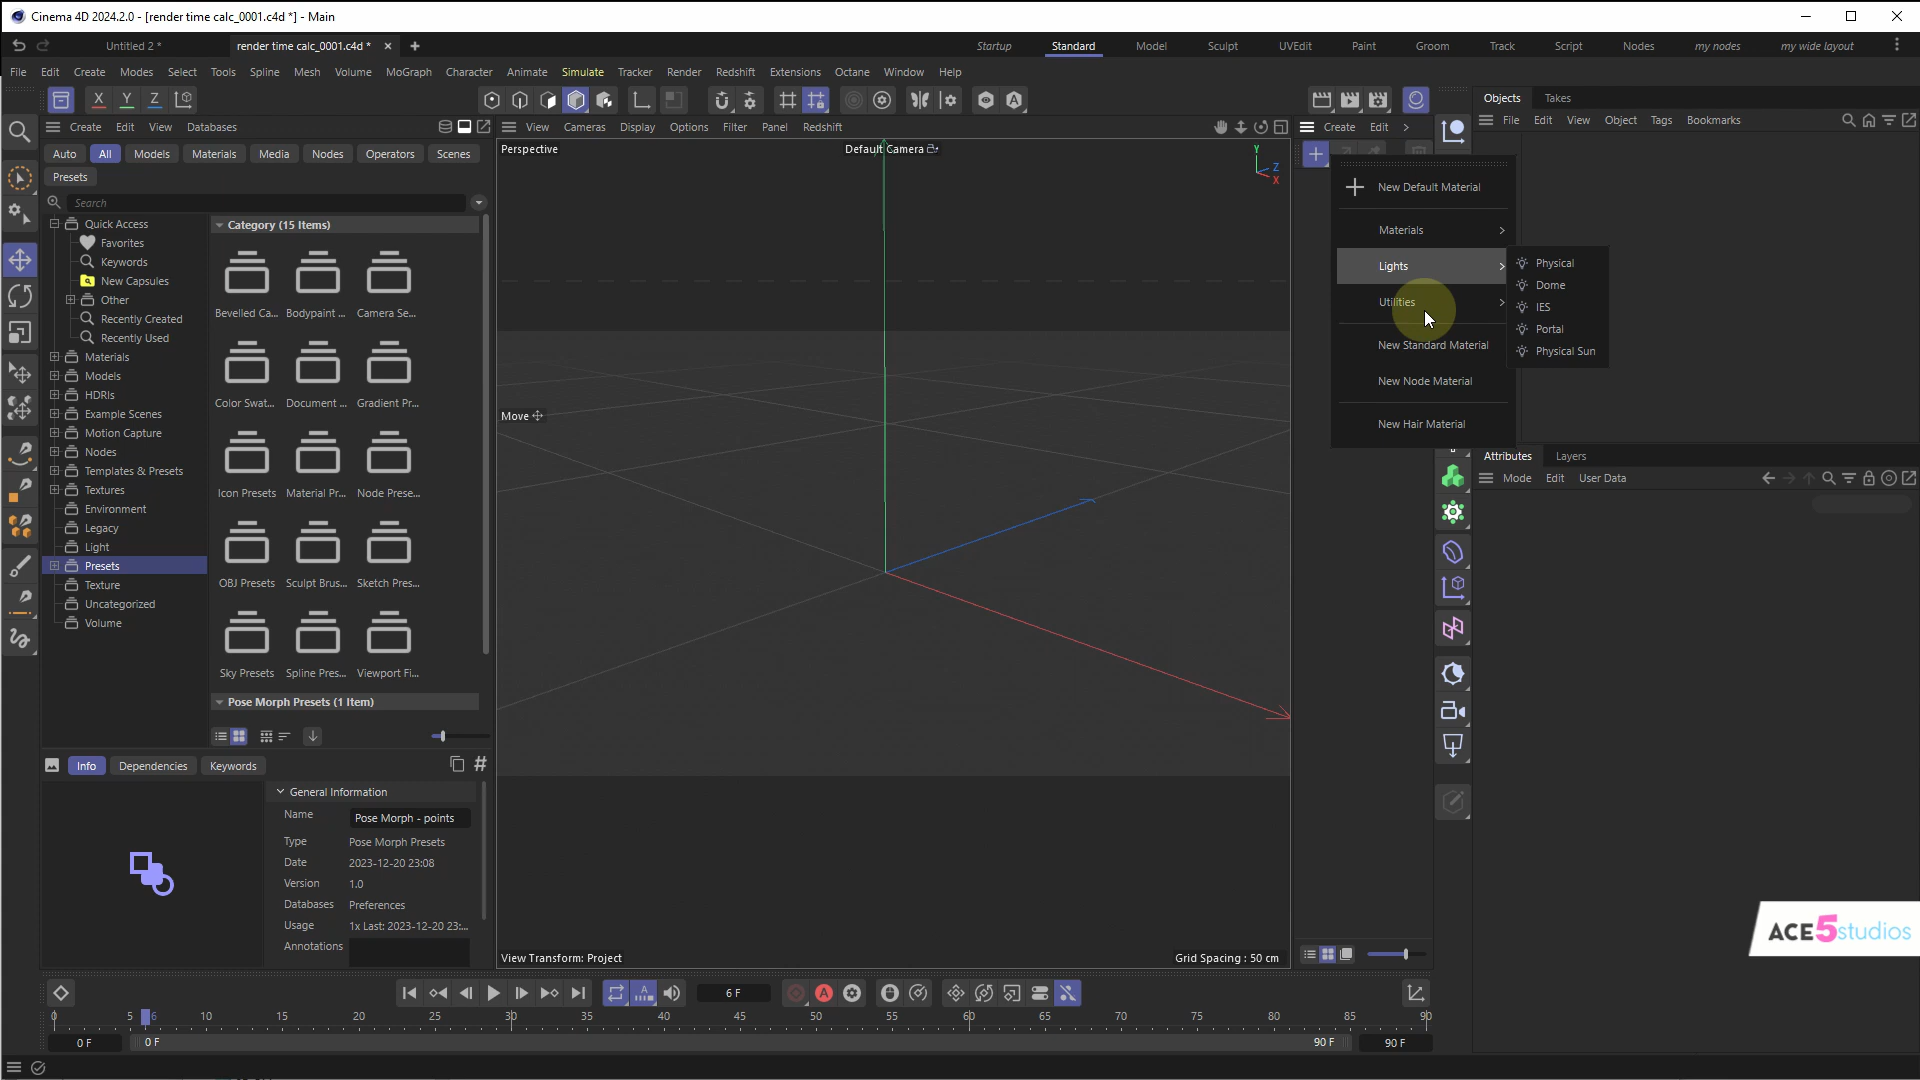 Cinema 4D 2024.2.0 - [render time calc_0001.c4d *] - Main
Untitled 2 *
render time calc_0001.c4d *
Startup Standard Model Sculpt UVEdit Paint Groom Track Script Nodes my nodes my wide layout
File Edit Create Modes Select Tools Spline Mesh Volume MoGraph Character Animate Simulate Tracker Render Redshift Extensions Octane Window Help
X Y Z
Objects Takes
File Edit View Object Tags Bookmarks
Create Edit View Databases
View Cameras Display Options Filter Panel Redshift
Create Edit
Auto All Models Materials Media Nodes Operators Scenes
Presets
Search
Perspective
Default Camera
Y
Z
X
Quick Access
Favorites
Keywords
New Capsules
Other
Recently Created
Recently Used
Materials
Models
HDRIs
Example Scenes
Motion Capture
Nodes
Templates & Presets
Textures
Environment
Legacy
Light
Presets
Texture
Uncategorized
Volume
Category (15 Items)
Bevelled Ca... Bodypaint ... Camera Se...
Color Swat... Document ... Gradient Pr...
Icon Presets Material Pr... Node Prese...
OBJ Presets Sculpt Brus... Sketch Pres...
Sky Presets Spline Pres... Viewport Fi...
Pose Morph Presets (1 Item)
Move
New Default Material
Materials
Lights
Utilities
New Standard Material
New Node Material
New Hair Material
Physical
Dome
IES
Portal
Physical Sun
Attributes Layers
Mode Edit User Data
Info Dependencies Keywords
General Information
Name Pose Morph - points
Type Pose Morph Presets
Date 2023-12-20 23:08
Version 1.0
Databases Preferences
Usage 1x Last: 2023-12-20 23:...
Annotations
View Transform: Project
Grid Spacing : 50 cm
ACE5studios
6 F
0 5 6 10 15 20 25 30 35 40 45 50 55 60 65 70 75 80 85 90
0 F 0 F 90 F 90 F